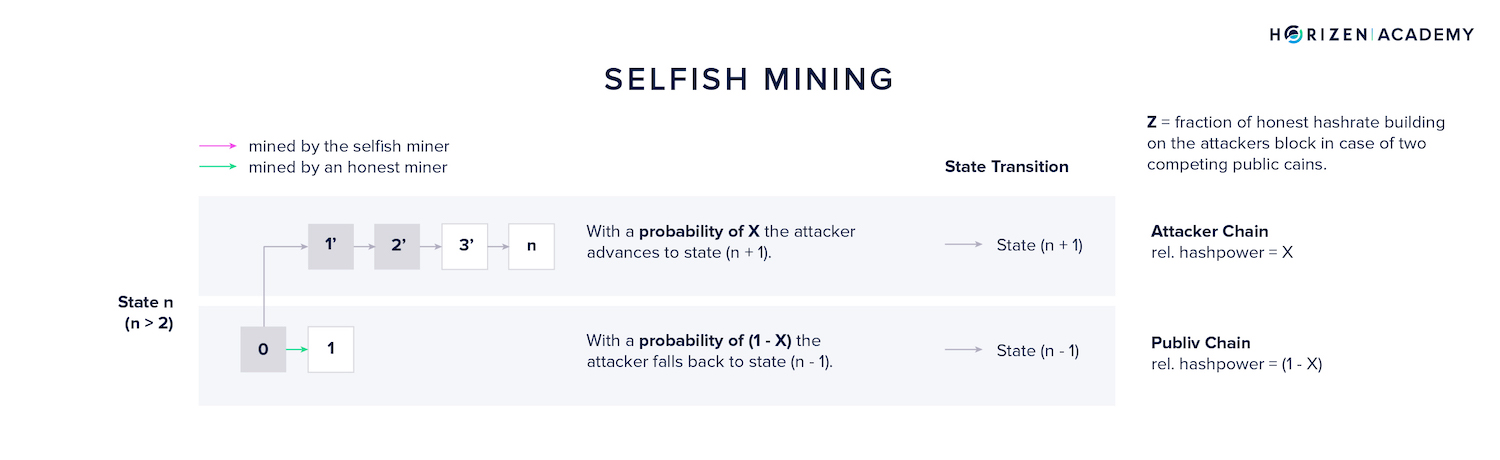 HORIZEN|ACADEMY
SELFISH MINING
Z = fraction of honest hashrate building
on the attackers block in case of two
competing public cains.
mined by the selfish miner
mined by an honest miner
State Transition
1’
2’
3’
n
With a probability of X the attacker
advances to state (n + 1).
State (n + 1)
Attacker Chain
rel. hashpower = X
State n
(n > 2)
0
1
With a probability of (1 - X) the
attacker falls back to state (n - 1).
State (n - 1)
Publiv Chain
rel. hashpower = (1 - X)